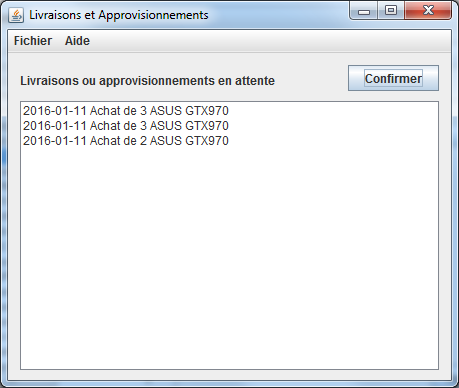 Livraisons et Approvisionnements
Fichier Aide
Livraisons ou approvisionnements en attente
Confirmer
2016-01-11 Achat de 3 ASUS GTX970
2016-01-11 Achat de 3 ASUS GTX970
2016-01-11 Achat de 2 ASUS GTX970